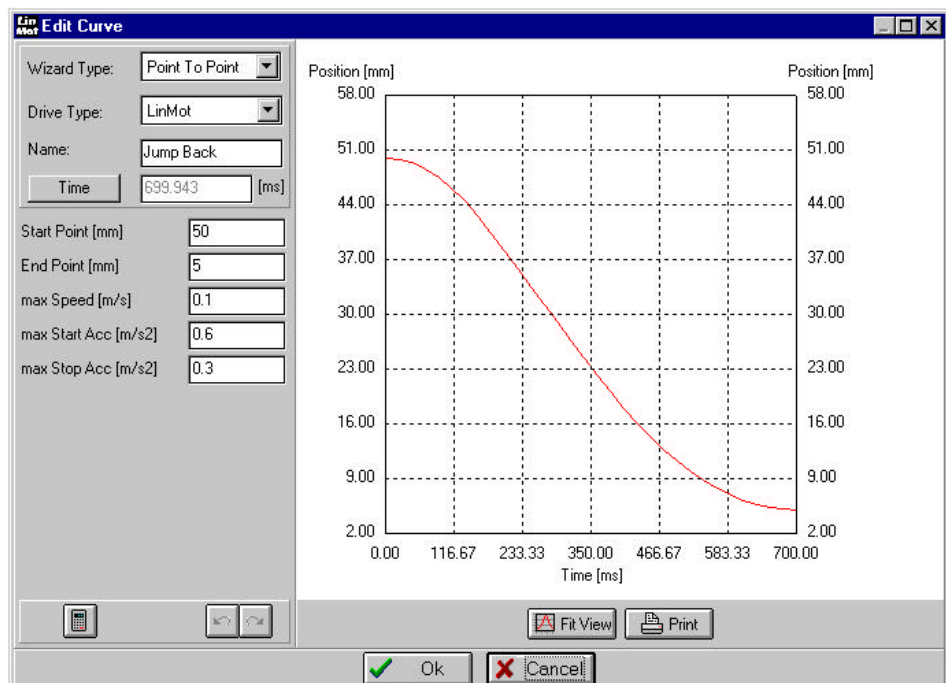 Lin
Mot Edit Curve
Wizard Type: Point To Point
Drive Type: LinMot
Name: Jump Back
Time 699.943 [ms]
Start Point [mm] 50
End Point [mm] 5
max Speed [m/s] 0.1
max Start Acc [m/s2] 0.6
max Stop Acc [m/s2] 0.3
Position [mm] Position [mm]
58.00 58.00
51.00 51.00
44.00 44.00
37.00 37.00
30.00 30.00
23.00 23.00
16.00 16.00
9.00 9.00
2.00 2.00
0.00 116.67 233.33 350.00 466.67 583.33 700.00
Time [ms]
Fit View Print
Ok Cancel